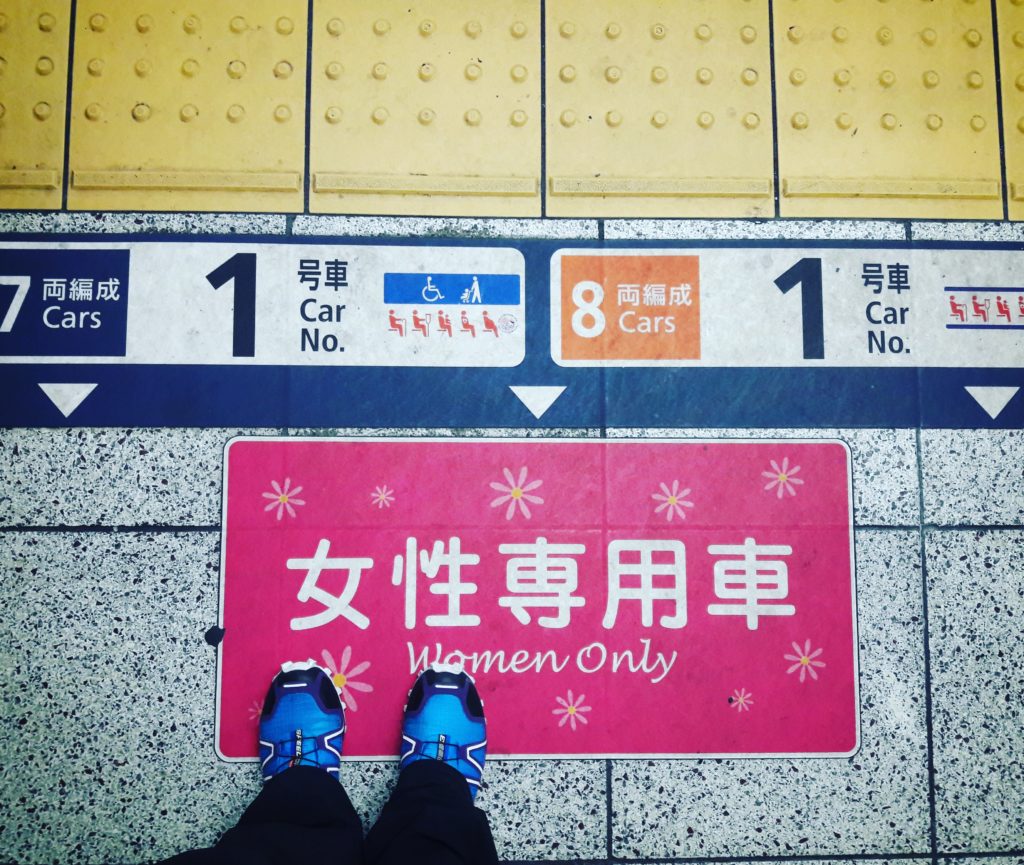 7 両編成 Cars 1 号車 Car No.
8 両編成 Cars 1 号車 Car No.
女性専用車
Women Only